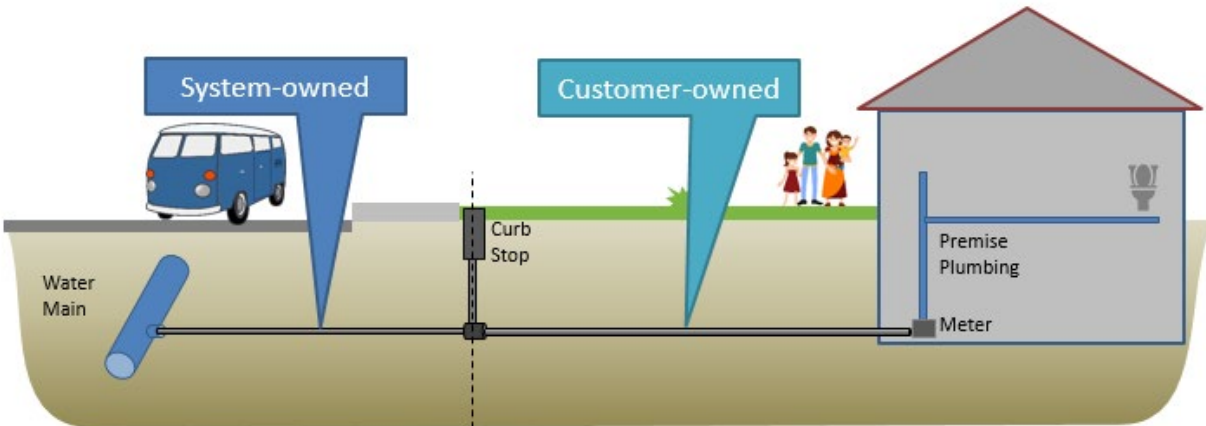 System-owned
Customer-owned
Curb
Stop
Water
Main
Premise
Plumbing
Meter